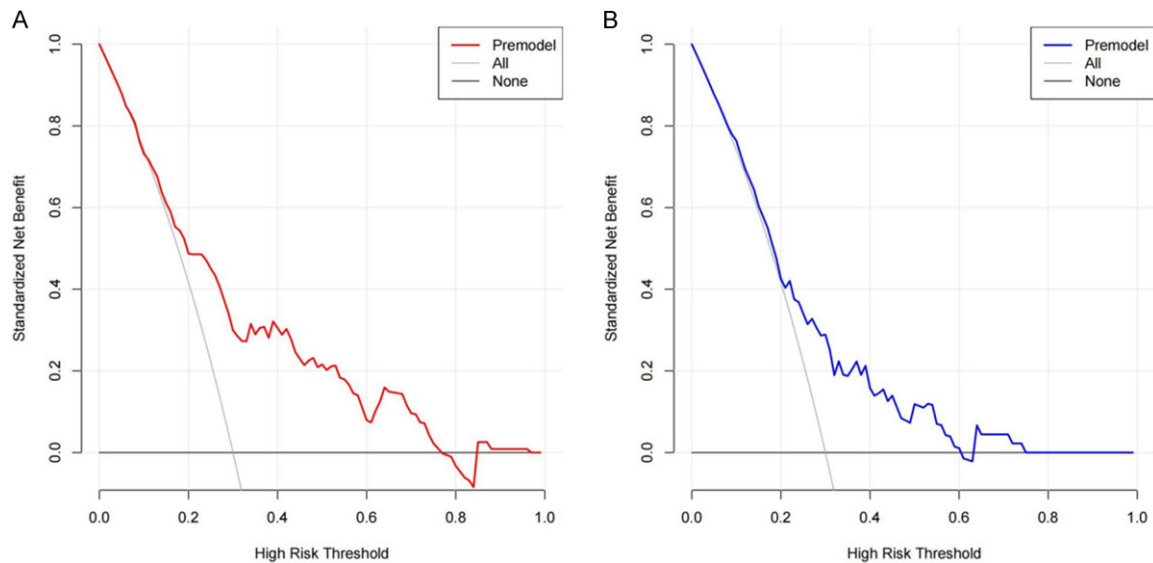 A
Premodel
All
None
Standardized Net Benefit
1.0
0.8
0.6
0.4
0.2
0.0
0.0 0.2 0.4 0.6 0.8 1.0
High Risk Threshold
B
Premodel
All
None
Standardized Net Benefit
1.0
0.8
0.6
0.4
0.2
0.0
0.0 0.2 0.4 0.6 0.8 1.0
High Risk Threshold